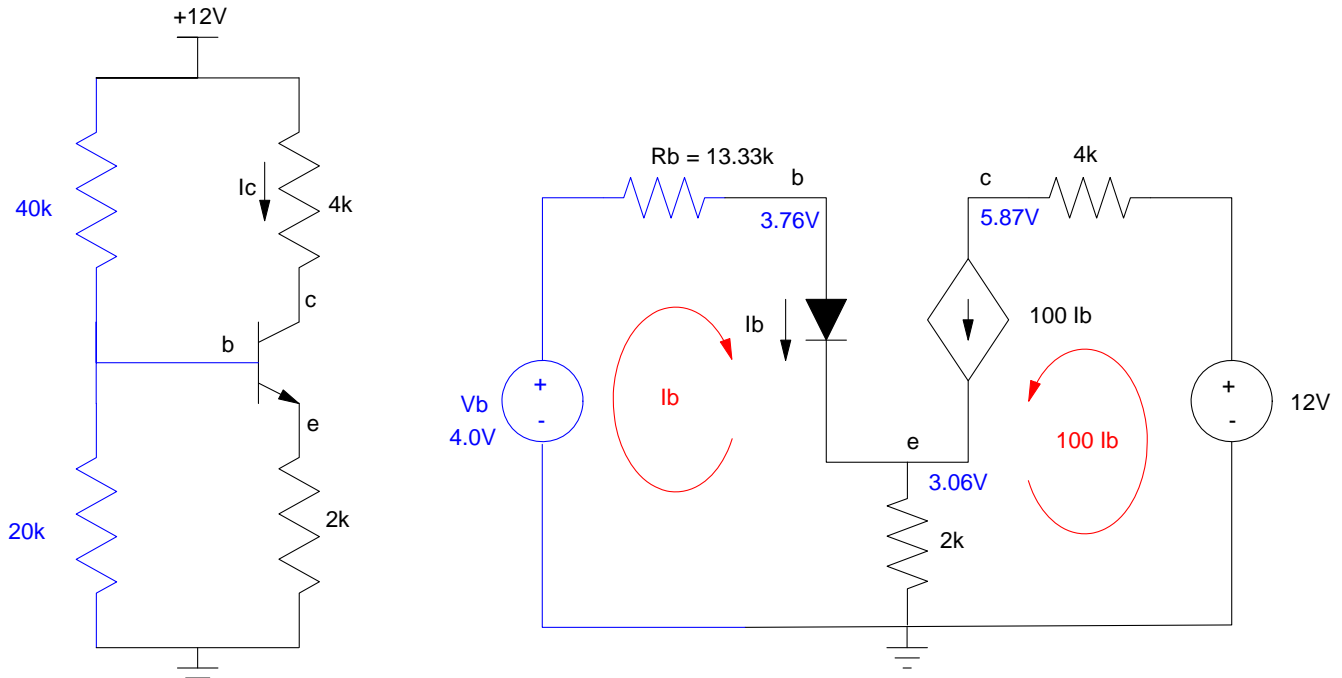 +12V
40k
Ic
4k
c
b
e
20k
2k
Rb = 13.33k
b
3.76V
c
5.87V
4k
Ib
100 Ib
Vb
4.0V
+
-
Ib
100 Ib
+
-
12V
e
3.06V
2k